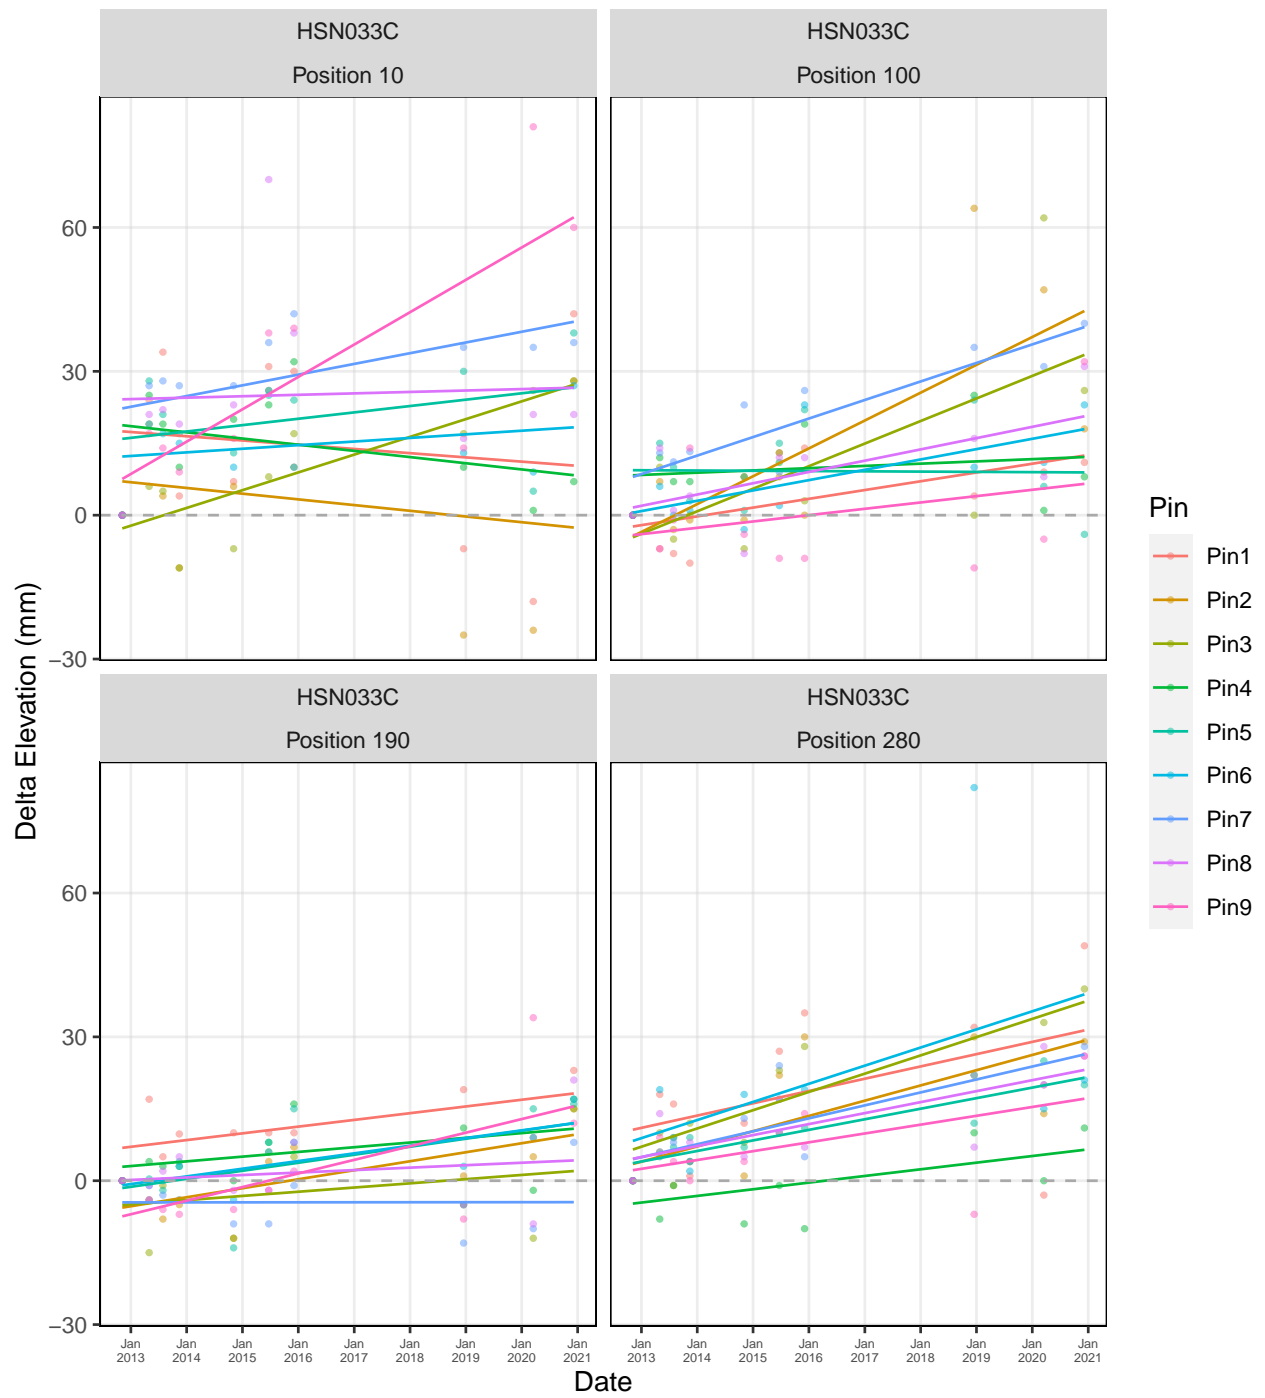 HSN033C
Position 10
HSN033C
Position 100
60
30
0
−30
HSN033C
Position 190
HSN033C
Position 280
60
30
0
−30
Delta Elevation (mm)
Jan 2013
Jan 2014
Jan 2015
Jan 2016
Jan 2017
Jan 2018
Jan 2019
Jan 2020
Jan 2021
Jan 2013
Jan 2014
Jan 2015
Jan 2016
Jan 2017
Jan 2018
Jan 2019
Jan 2020
Jan 2021
Date
Pin
Pin1
Pin2
Pin3
Pin4
Pin5
Pin6
Pin7
Pin8
Pin9